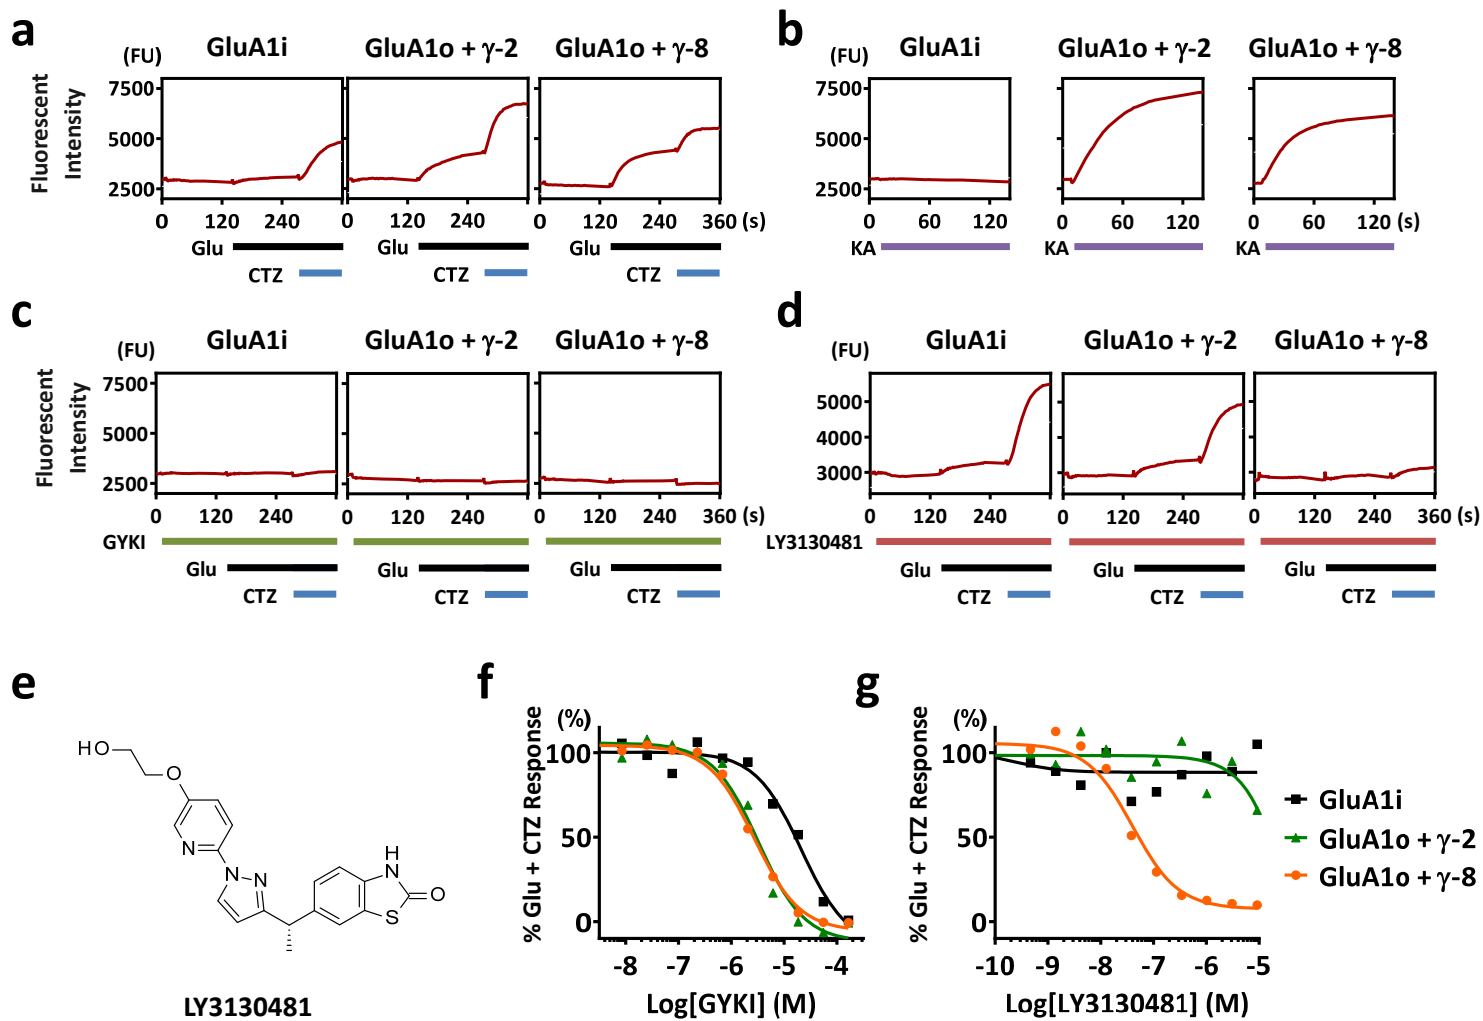 a
GluA1i
GluA1o + γ-2
GluA1o + γ-8
(FU)
Fluorescent
Intensity
7500
5000
2500
0 120 240 0 120 240 0 120 240 360 (s)
Glu Glu Glu
CTZ CTZ CTZ
b
GluA1i
GluA1o + γ-2
GluA1o + γ-8
(FU)
7500
5000
2500
0 60 120 0 60 120 0 60 120 (s)
KA KA KA
c
GluA1i
GluA1o + γ-2
GluA1o + γ-8
(FU)
Fluorescent
Intensity
7500
5000
2500
0 120 240 0 120 240 0 120 240 360 (s)
GYKI
Glu Glu Glu
CTZ CTZ CTZ
d
GluA1i
GluA1o + γ-2
GluA1o + γ-8
(FU)
5000
4000
3000
0 120 240 0 120 240 0 120 240 360 (s)
LY3130481
Glu Glu Glu
CTZ CTZ CTZ
e
HO
O
N
N
N
H
N
O
S
LY3130481
f
(%)
% Glu + CTZ Response
100
50
0
-8 -7 -6 -5 -4
Log[GYKI] (M)
g
(%)
% Glu + CTZ Response
100
50
0
-10 -9 -8 -7 -6 -5
Log[LY3130481] (M)
GluA1i
GluA1o + γ-2
GluA1o + γ-8